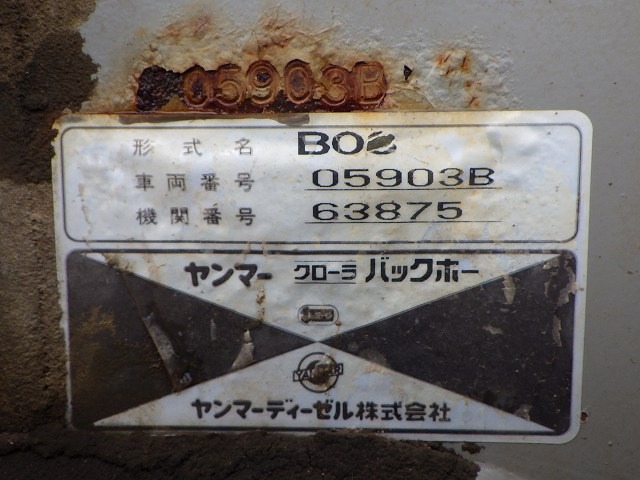 05903B
形式名
車両番号 05903B
機関番号 63875
ヤンマー クローラ バックホー
ヤンマーディーゼル株式会社